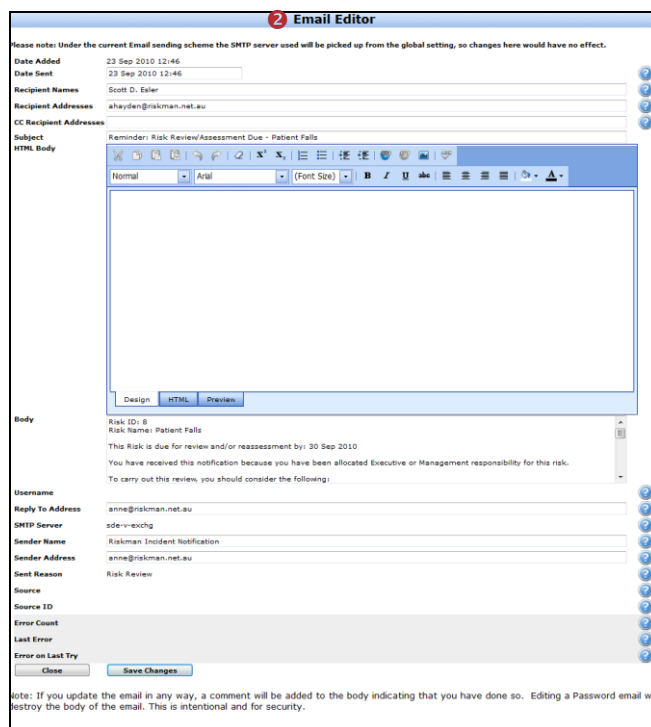 2 Email Editor
Please note: Under the current Email sending scheme the SMTP server used will be picked up from the global setting, so changes here would have no effect.
Date Added 23 Sep 2010 12:46
Date Sent 23 Sep 2010 12:46
Recipient Names Scott D. Esler
Recipient Addresses ahayden@riskman.net.au
CC Recipient Addresses
Subject Reminder: Risk Review/Assessment Due - Patient Falls
HTML Body
Normal Arial (Font Size) B I U abc A
Design HTML Preview
Body Risk ID: 8
Risk Name: Patient Falls
This Risk is due for review and/or reassessment by: 30 Sep 2010
You have received this notification because you have been allocated Executive or Management responsibility for this risk.
To carry out this review, you should consider the following:
Username
Reply To Address anne@riskman.net.au
SMTP Server sde-v-exchg
Sender Name Riskman Incident Notification
Sender Address anne@riskman.net.au
Sent Reason Risk Review
Source
Source ID
Error Count
Last Error
Error on Last Try
Close Save Changes
Note: If you update the email in any way, a comment will be added to the body indicating that you have done so. Editing a Password email w
destroy the body of the email. This is intentional and for security.